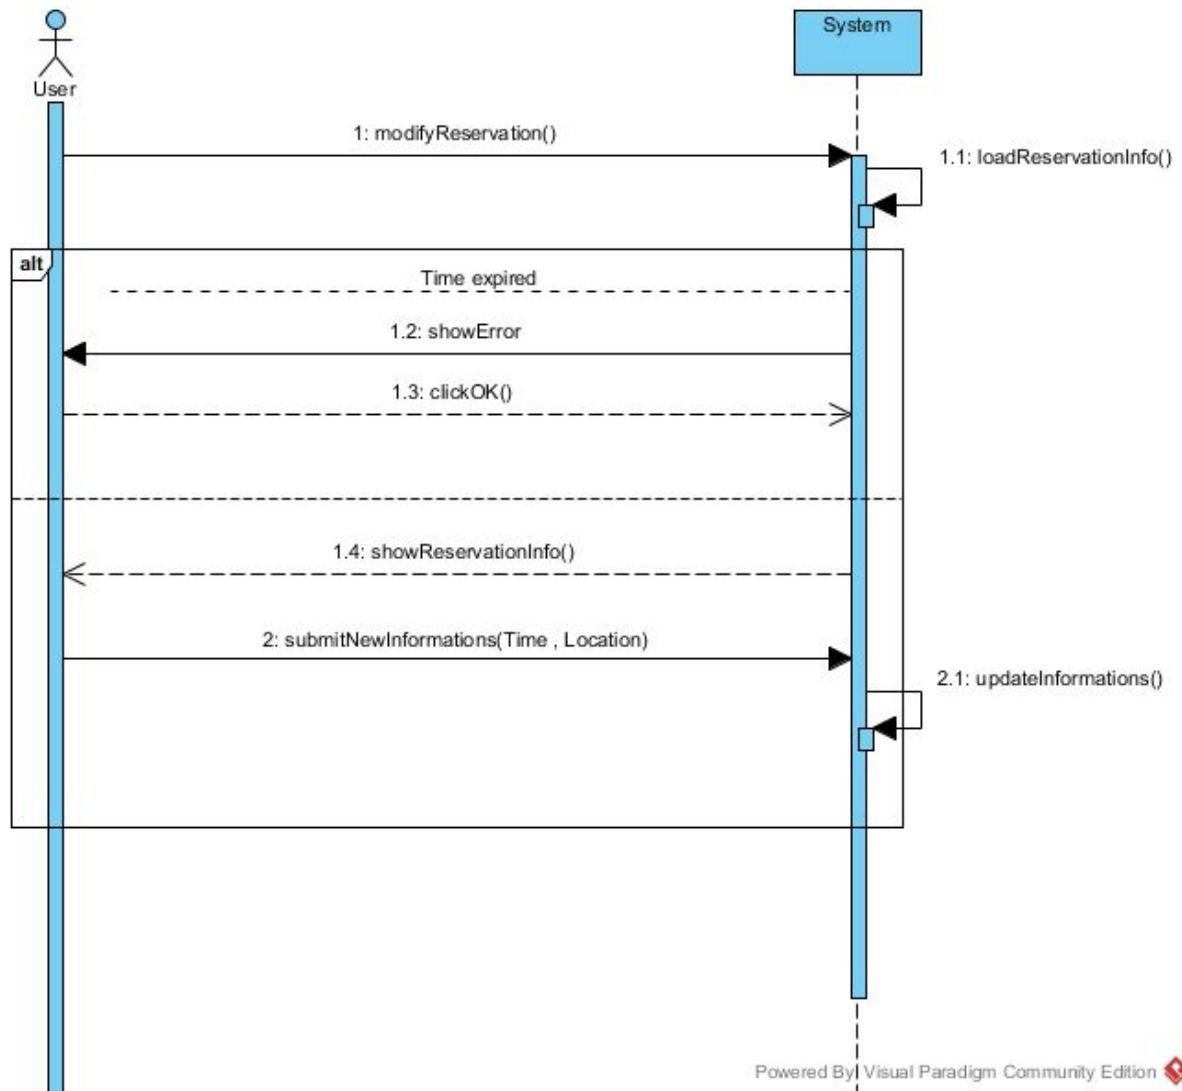 System
User
1: modifyReservation()
1.1: loadReservationInfo()
alt
Time expired
1.2: showError
1.3: clickOK()
1.4: showReservationInfo()
2: submitNewInformations(Time , Location)
2.1: updateInformations()
Powered By Visual Paradigm Community Edition